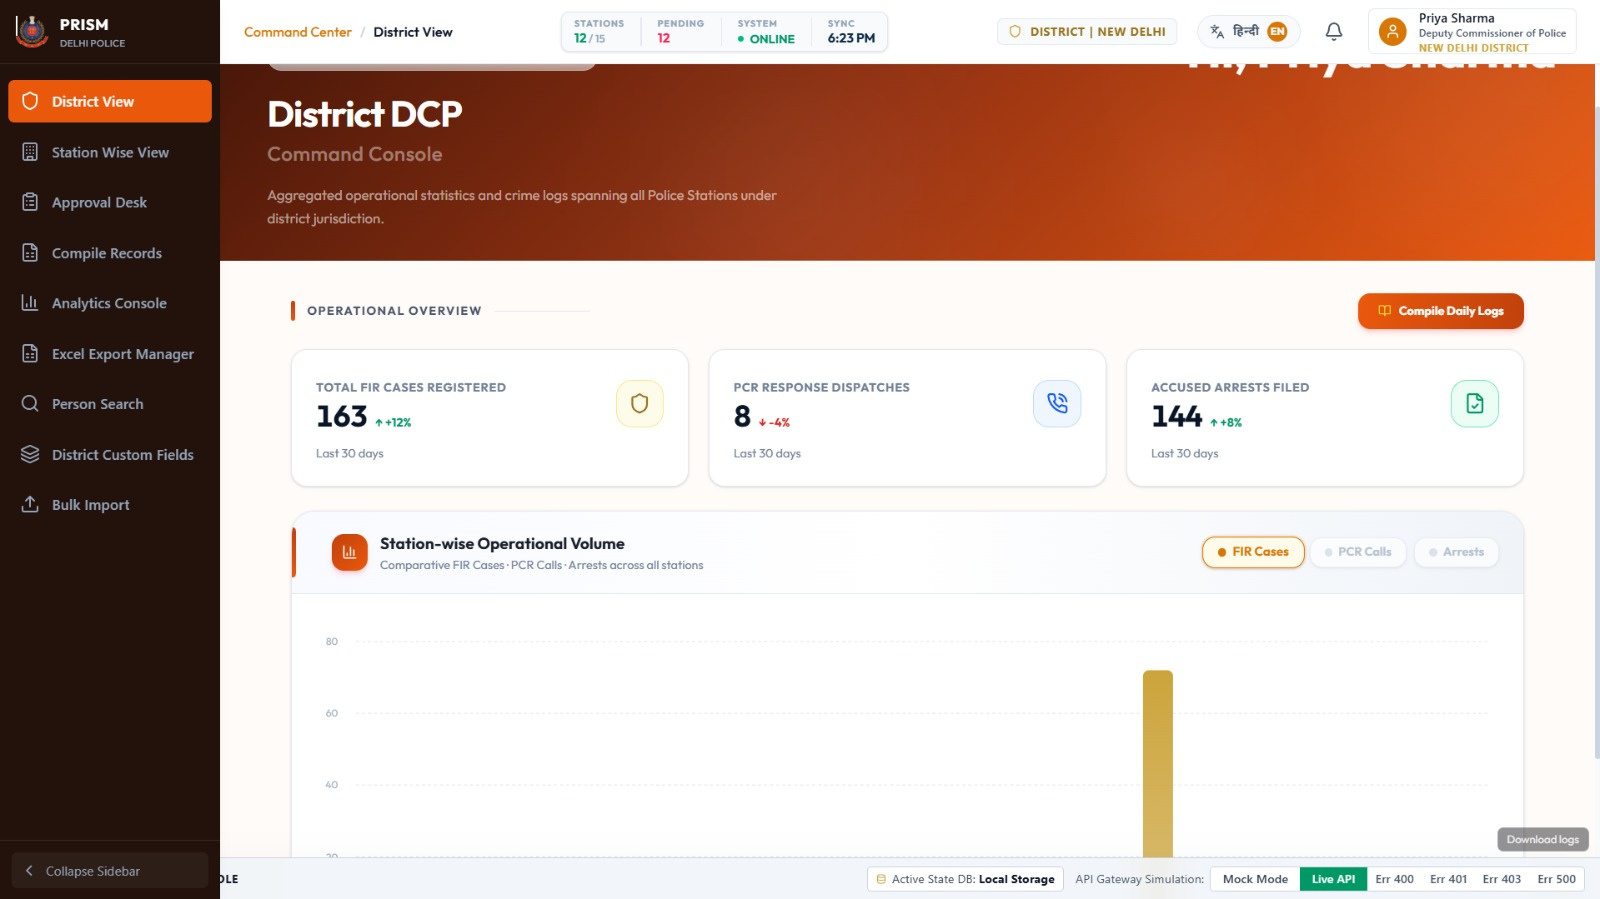 PRISM
DELHI POLICE
District View
Station Wise View
Approval Desk
Compile Records
Analytics Console
Excel Export Manager
Person Search
District Custom Fields
Bulk Import
Collapse Sidebar
Command Center / District View
STATIONS
12 / 15
PENDING
12
SYSTEM
ONLINE
SYNC
6:23 PM
DISTRICT | NEW DELHI
हिन्दी EN
Priya Sharma
Deputy Commissioner of Police
NEW DELHI DISTRICT
Hi, Priya Sharma
District DCP
Command Console
Aggregated operational statistics and crime logs spanning all Police Stations under
district jurisdiction.
OPERATIONAL OVERVIEW
Compile Daily Logs
TOTAL FIR CASES REGISTERED
163 +12%
Last 30 days
PCR RESPONSE DISPATCHES
8 -4%
Last 30 days
ACCUSED ARRESTS FILED
144 +8%
Last 30 days
Station-wise Operational Volume
Comparative FIR Cases · PCR Calls · Arrests across all stations
FIR Cases
PCR Calls
Arrests
80
60
40
20
Download logs
OLE
Active State DB: Local Storage
API Gateway Simulation:
Mock Mode
Live API
Err 400
Err 401
Err 403
Err 500